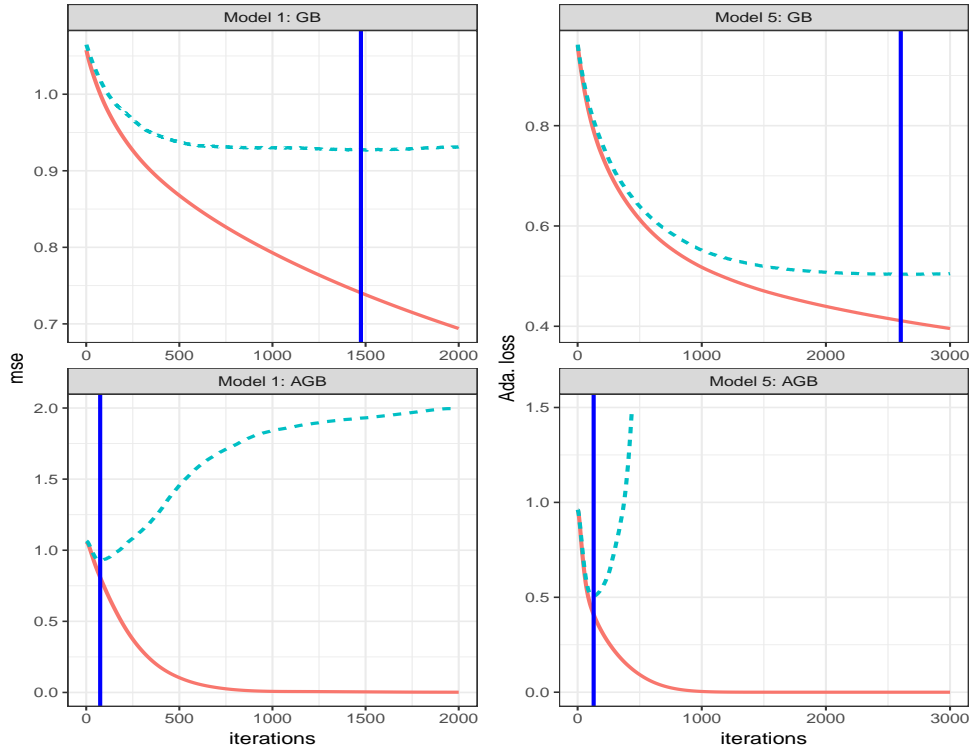 Model 1: GB
Model 5: GB
1.0
0.9
0.8
0.7
0.8
0.6
0.4
0 500 1000 1500 2000
0 1000 2000 3000
mse
Ada. loss
Model 1: AGB
Model 5: AGB
2.0
1.5
1.0
0.5
0.0
1.5
1.0
0.5
0.0
0 500 1000 1500 2000
0 1000 2000 3000
iterations
iterations